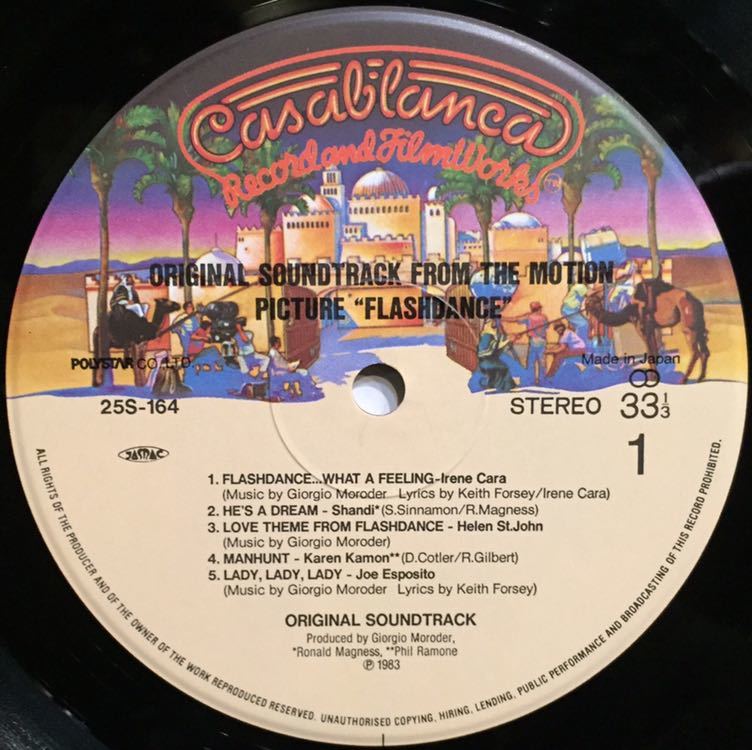 Casablanca
Record and FilmWorks
TM
ORIGINAL SOUNDTRACK FROM THE MOTION
PICTURE "FLASHDANCE"
POLYSTAR CO., LTD.
Made in Japan
25S-164
STEREO 33⅓
JASRAC
1
1. FLASHDANCE...WHAT A FEELING-Irene Cara
(Music by Giorgio Moroder Lyrics by Keith Forsey/Irene Cara)
2. HE'S A DREAM - Shandi* (S.Sinnamon/R.Magness)
3. LOVE THEME FROM FLASHDANCE - Helen St.John
(Music by Giorgio Moroder)
4. MANHUNT - Karen Kamon** (D.Cotler/R.Gilbert)
5. LADY, LADY, LADY - Joe Esposito
(Music by Giorgio Moroder Lyrics by Keith Forsey)
ORIGINAL SOUNDTRACK
Produced by Giorgio Moroder,
*Ronald Magness, **Phil Ramone
Ⓟ 1983
ALL RIGHTS OF THE PRODUCER AND OF THE OWNER OF THE WORK REPRODUCED RESERVED. UNAUTHORISED COPYING, HIRING, LENDING, PUBLIC PERFORMANCE AND BROADCASTING OF THIS RECORD PROHIBITED.